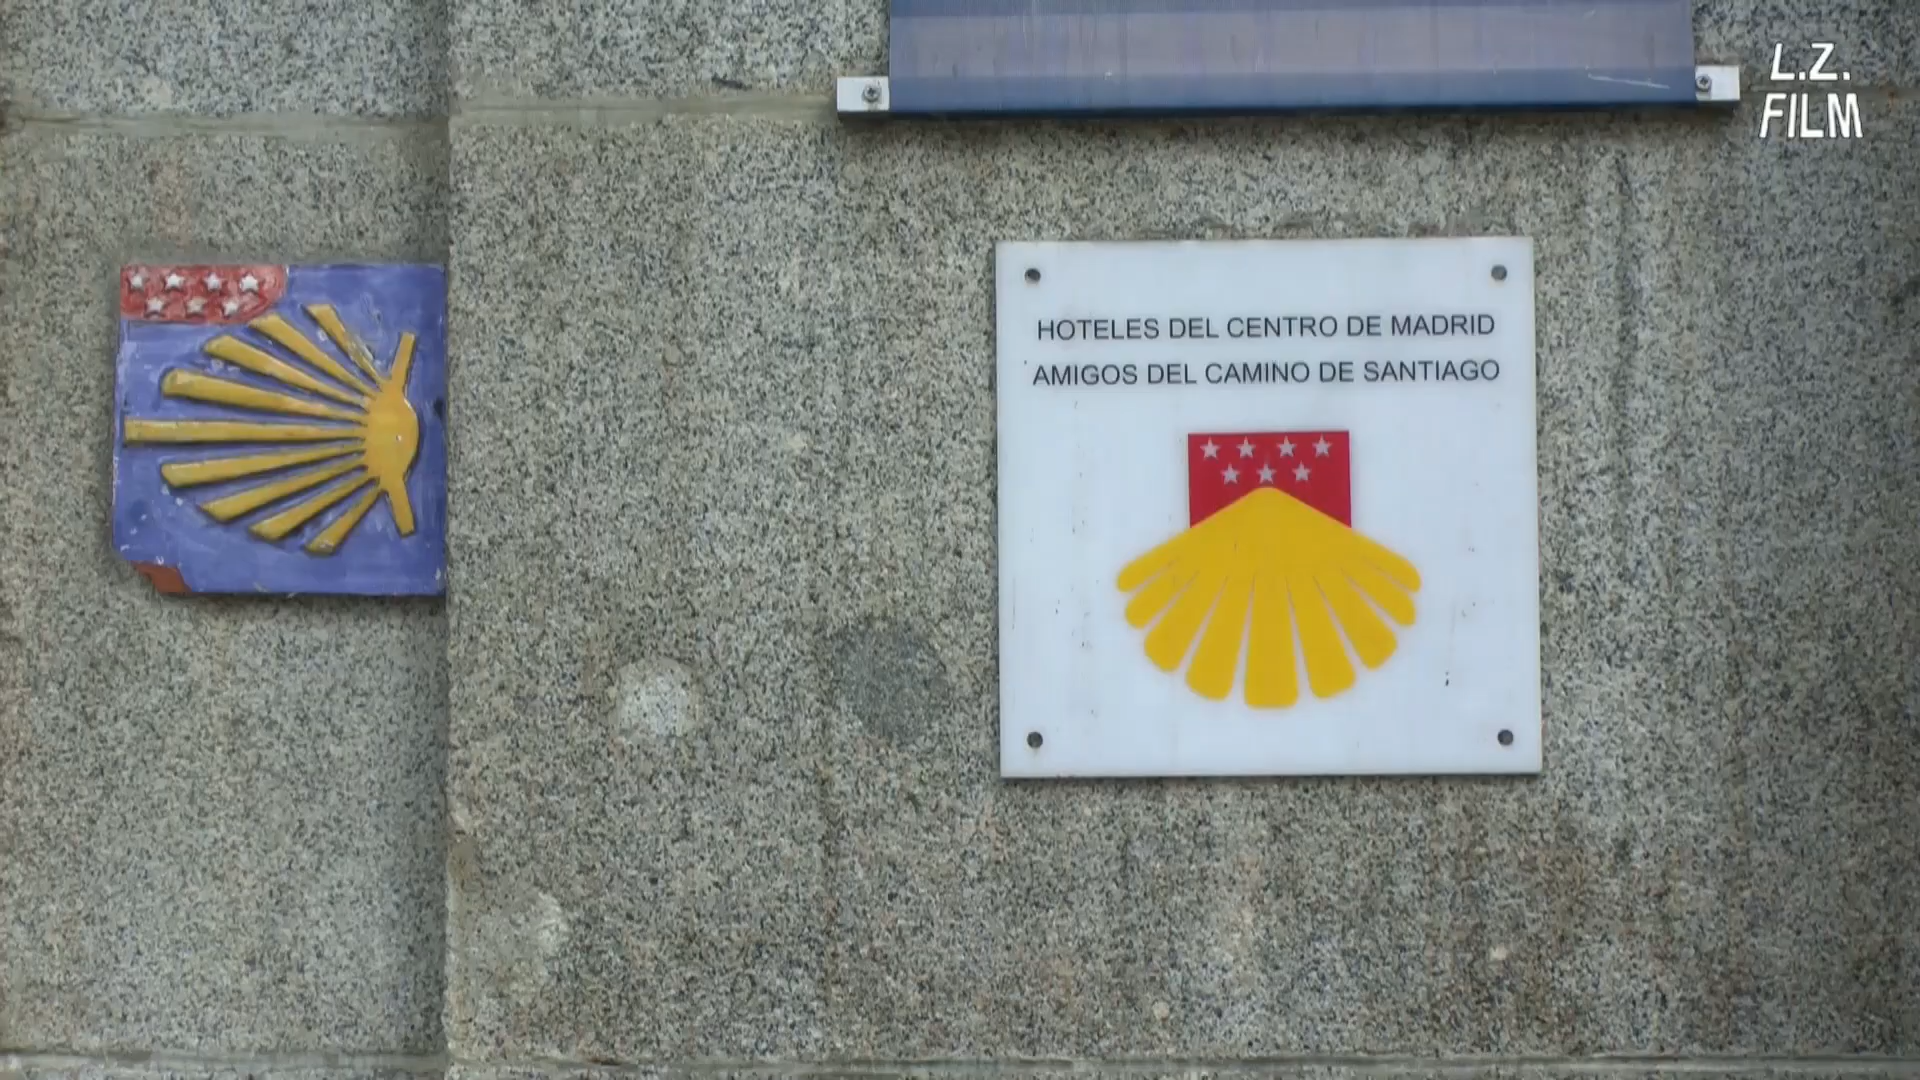 L.Z.
FILM
HOTELES DEL CENTRO DE MADRID
AMIGOS DEL CAMINO DE SANTIAGO